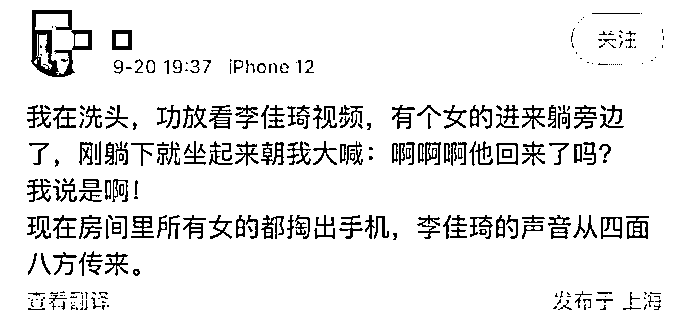 关注
9-20 19:37 iPhone 12
我在洗头，功放看李佳琦视频，有个女的进来躺旁边
了，刚躺下就坐起来朝我大喊：啊啊啊他回来了吗？
我说是啊！
现在房间里所有女的都掏出手机，李佳琦的声音从四面
八方传来。
查看翻译 发布于 上海